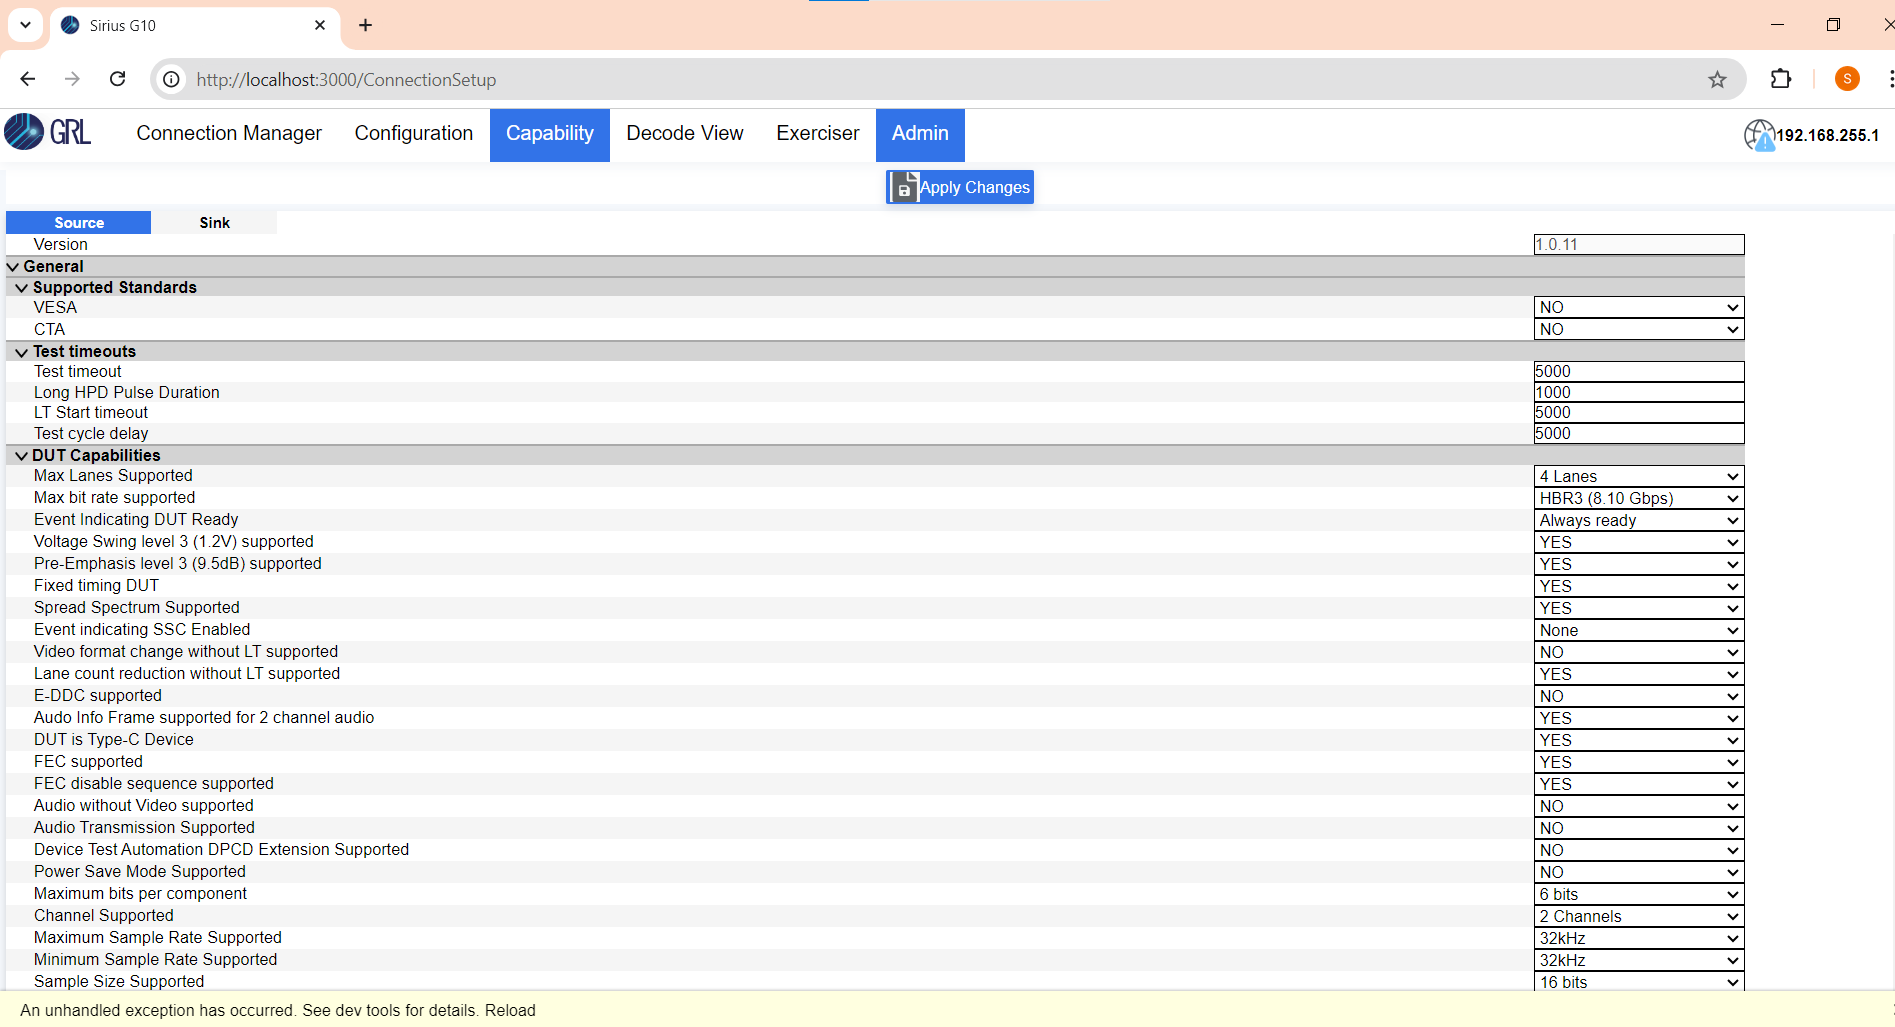 Sirius G10
http://localhost:3000/ConnectionSetup
S
GRL Connection Manager Configuration Capability Decode View Exerciser Admin 192.168.255.1
Apply Changes
Source Sink
Version 1.0.11
General
Supported Standards
VESA NO
CTA NO
Test timeouts
Test timeout 5000
Long HPD Pulse Duration 1000
LT Start timeout 5000
Test cycle delay 5000
DUT Capabilities
Max Lanes Supported 4 Lanes
Max bit rate supported HBR3 (8.10 Gbps)
Event Indicating DUT Ready Always ready
Voltage Swing level 3 (1.2V) supported YES
Pre-Emphasis level 3 (9.5dB) supported YES
Fixed timing DUT YES
Spread Spectrum Supported YES
Event indicating SSC Enabled None
Video format change without LT supported NO
Lane count reduction without LT supported YES
E-DDC supported NO
Audo Info Frame supported for 2 channel audio YES
DUT is Type-C Device YES
FEC supported YES
FEC disable sequence supported YES
Audio without Video supported NO
Audio Transmission Supported NO
Device Test Automation DPCD Extension Supported NO
Power Save Mode Supported NO
Maximum bits per component 6 bits
Channel Supported 2 Channels
Maximum Sample Rate Supported 32kHz
Minimum Sample Rate Supported 32kHz
Sample Size Supported 16 bits
An unhandled exception has occurred. See dev tools for details. Reload